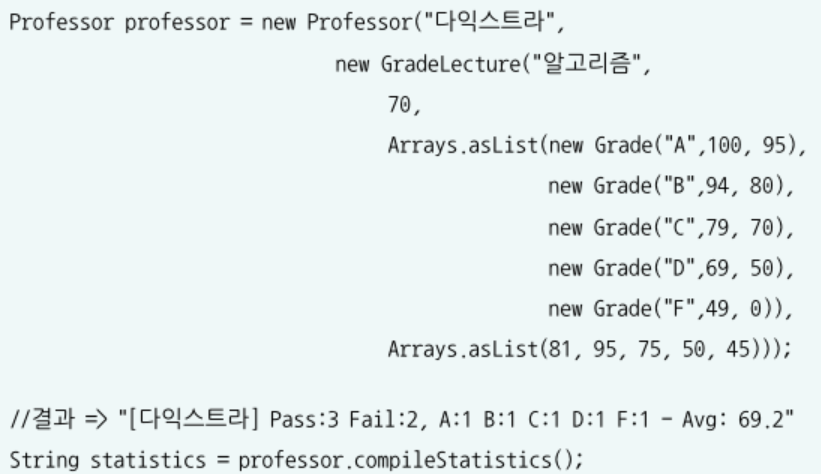 Professor professor = new Professor("다익스트라",
new GradeLecture("알고리즘",
70,
Arrays.asList(new Grade("A",100, 95),
new Grade("B",94, 80),
new Grade("C",79, 70),
new Grade("D",69, 50),
new Grade("F",49, 0)),
Arrays.asList(81, 95, 75, 50, 45)));
//결과 => "[다익스트라] Pass:3 Fail:2, A:1 B:1 C:1 D:1 F:1 - Avg: 69.2"
String statistics = professor.compileStatistics();